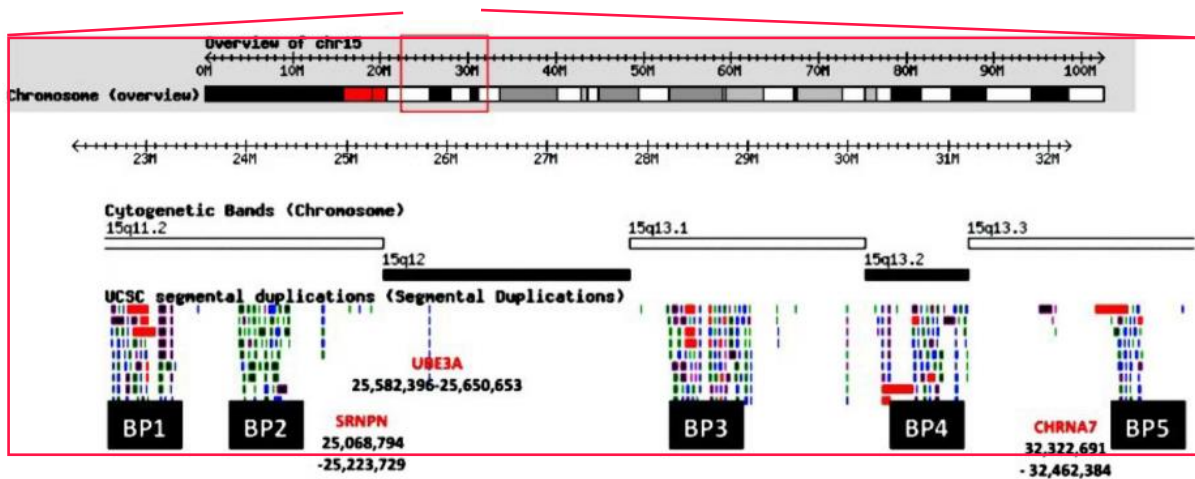 Overview of chr15
0M 10M 20M 30M 40M 50M 60M 70M 80M 90M 100M
Chromosome (overview)
23M 24M 25M 26M 27M 28M 29M 30M 31M 32M
Cytogenetic Bands (Chromosome)
15q11.2 15q13.1 15q13.3
15q12 15q13.2
UCSC segmental duplications (Segmental Duplications)
UBE3A
25,582,396-25,650,653
BP1 BP2 BP3 BP4 BP5
SRNPN
25,068,794
-25,223,729
CHRNA7
32,322,691
- 32,462,384